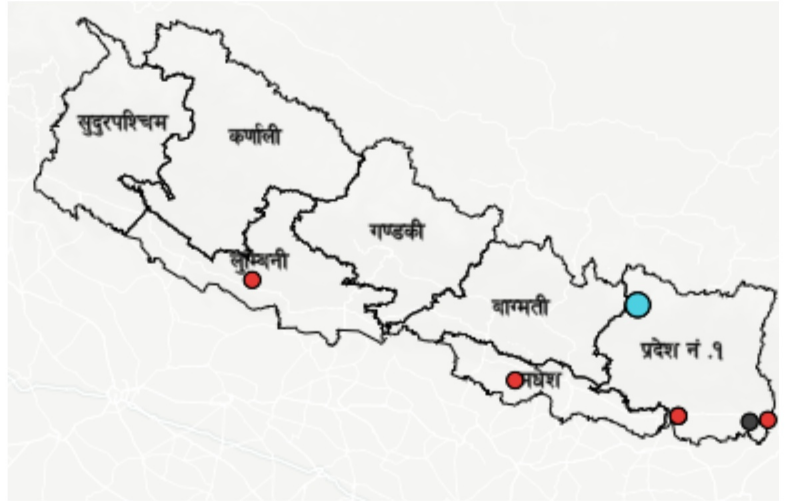 सुदुरपश्चिम
कर्णाली
गण्डकी
लुम्बिनी
बाग्मती
प्रदेश नं .१
मधेश